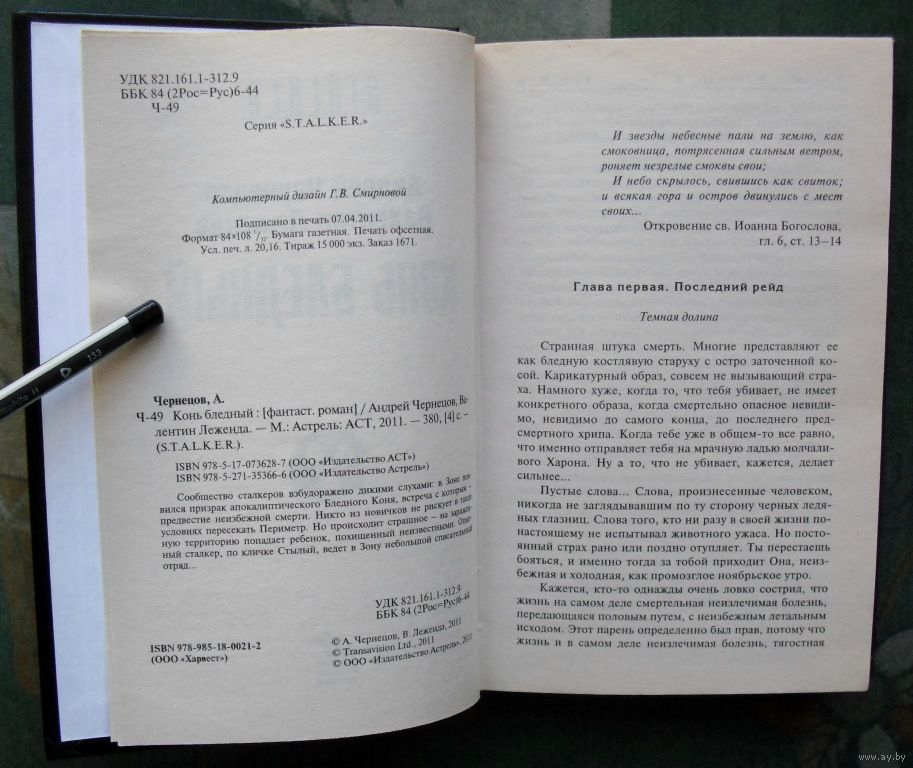 УДК 821.161.1-312.9
ББК 84 (2Рос=Рус)6-44
Ч-49
Серия «S.T.A.L.K.E.R.»
Компьютерный дизайн Г.В. Смирновой
Подписано в печать 07.04.2011.
Формат 84×108 1/32. Бумага газетная. Печать офсетная.
Усл. печ. л. 20,16. Тираж 15 000 экз. Заказ 1671.
Чернецов, А.
Ч-49 Конь бледный : [фантаст. роман] / Андрей Чернецов, Ва-
лентин Леженда. — М.: Астрель: АСТ, 2011. — 380, [4] с. –
(S.T.A.L.K.E.R.).
ISBN 978-5-17-073628-7 (ООО «Издательство АСТ»)
ISBN 978-5-271-35366-6 (ООО «Издательство Астрель»)
Сообщество сталкеров взбудоражено дикими слухами: в Зоне поя-
вился призрак апокалиптического Бледного Коня, встреча с которым –
предвестие неизбежной смерти. Никто из новичков не рискует в таких
условиях пересекать Периметр. Но происходит страшное – на заражен-
ную территорию попадает ребенок, похищенный неизвестными. Опыт-
ный сталкер, по кличке Стылый, ведет в Зону небольшой спасательный
отряд...
УДК 821.161.1-312.9
ББК 84 (2Рос=Рус)6-44
ISBN 978-985-18-0021-2
(ООО «Харвест»)
© А. Чернецов, В. Леженда, 2011
© Transavision Ltd., 2011
© ООО «Издательство Астрель», 2011
И звезды небесные пали на землю, как
смоковница, потрясенная сильным ветром,
роняет незрелые смоквы свои;
И небо скрылось, свившись как свиток;
и всякая гора и остров двинулись с мест
своих...
Откровение св. Иоанна Богослова,
гл. 6, ст. 13—14
Глава первая. Последний рейд
Темная долина
Странная штука смерть. Многие представляют ее
как бледную костлявую старуху с остро заточенной ко-
сой. Карикатурный образ, совсем не вызывающий стра-
ха. Намного хуже, когда то, что тебя убивает, не имеет
конкретного образа, когда смертельно опасное невиди-
мо, невидимо до самого конца, до последнего пред-
смертного хрипа. Когда тебе уже в общем-то все равно,
что именно отправляет тебя на мрачную ладью молчали-
вого Харона. Ну а то, что не убивает, кажется, делает
сильнее...
Пустые слова... Слова, произнесенные человеком,
никогда не заглядывавшим по ту сторону черных ледя-
ных глазниц. Слова того, кто ни разу в своей жизни по-
настоящему не испытывал животного ужаса. Но посто-
янный страх рано или поздно отупляет. Ты перестаешь
бояться, и именно тогда за тобой приходит Она, неиз-
бежная и холодная, как промозглое ноябрьское утро.
Кажется, кто-то однажды очень ловко сострил, что
жизнь на самом деле смертельная неизлечимая болезнь,
передающаяся половым путем, с неизбежным летальным
исходом. Этот парень определенно был прав, потому что
жизнь и в самом деле неизлечимая болезнь, тягостная
133
www.ay.by